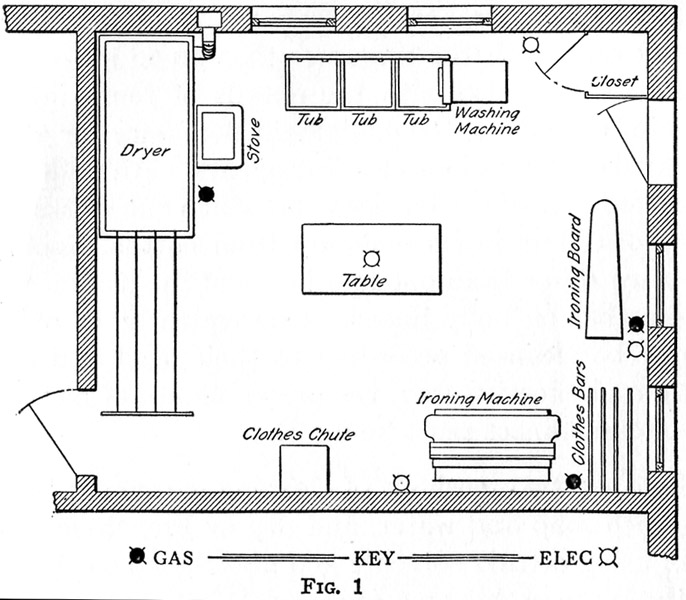 Closet
Tub Tub Tub
Washing
Machine
Dryer
Stove
Table
Ironing Board
Ironing Machine
Clothes Bars
Clothes Chute
GAS KEY ELEC
FIG. 1